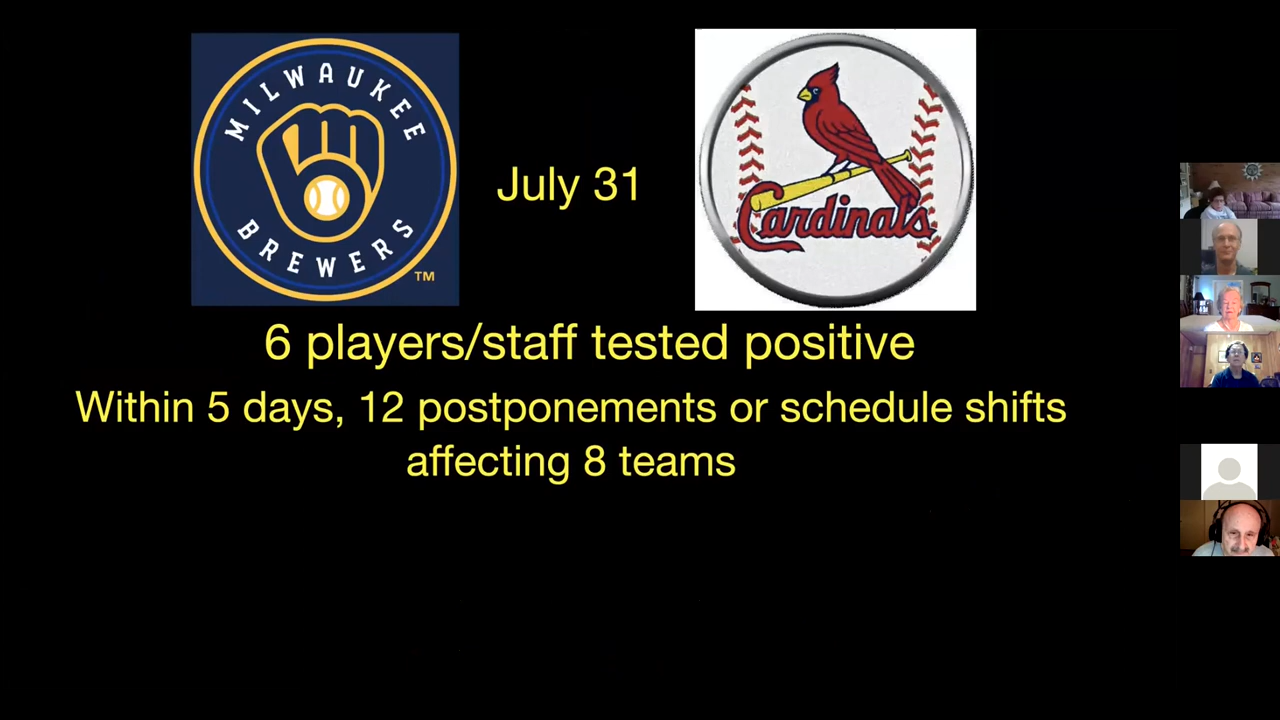 MILWAUKEE
BREWERS
TM
July 31
Cardinals
6 players/staff tested positive
Within 5 days, 12 postponements or schedule shifts
affecting 8 teams